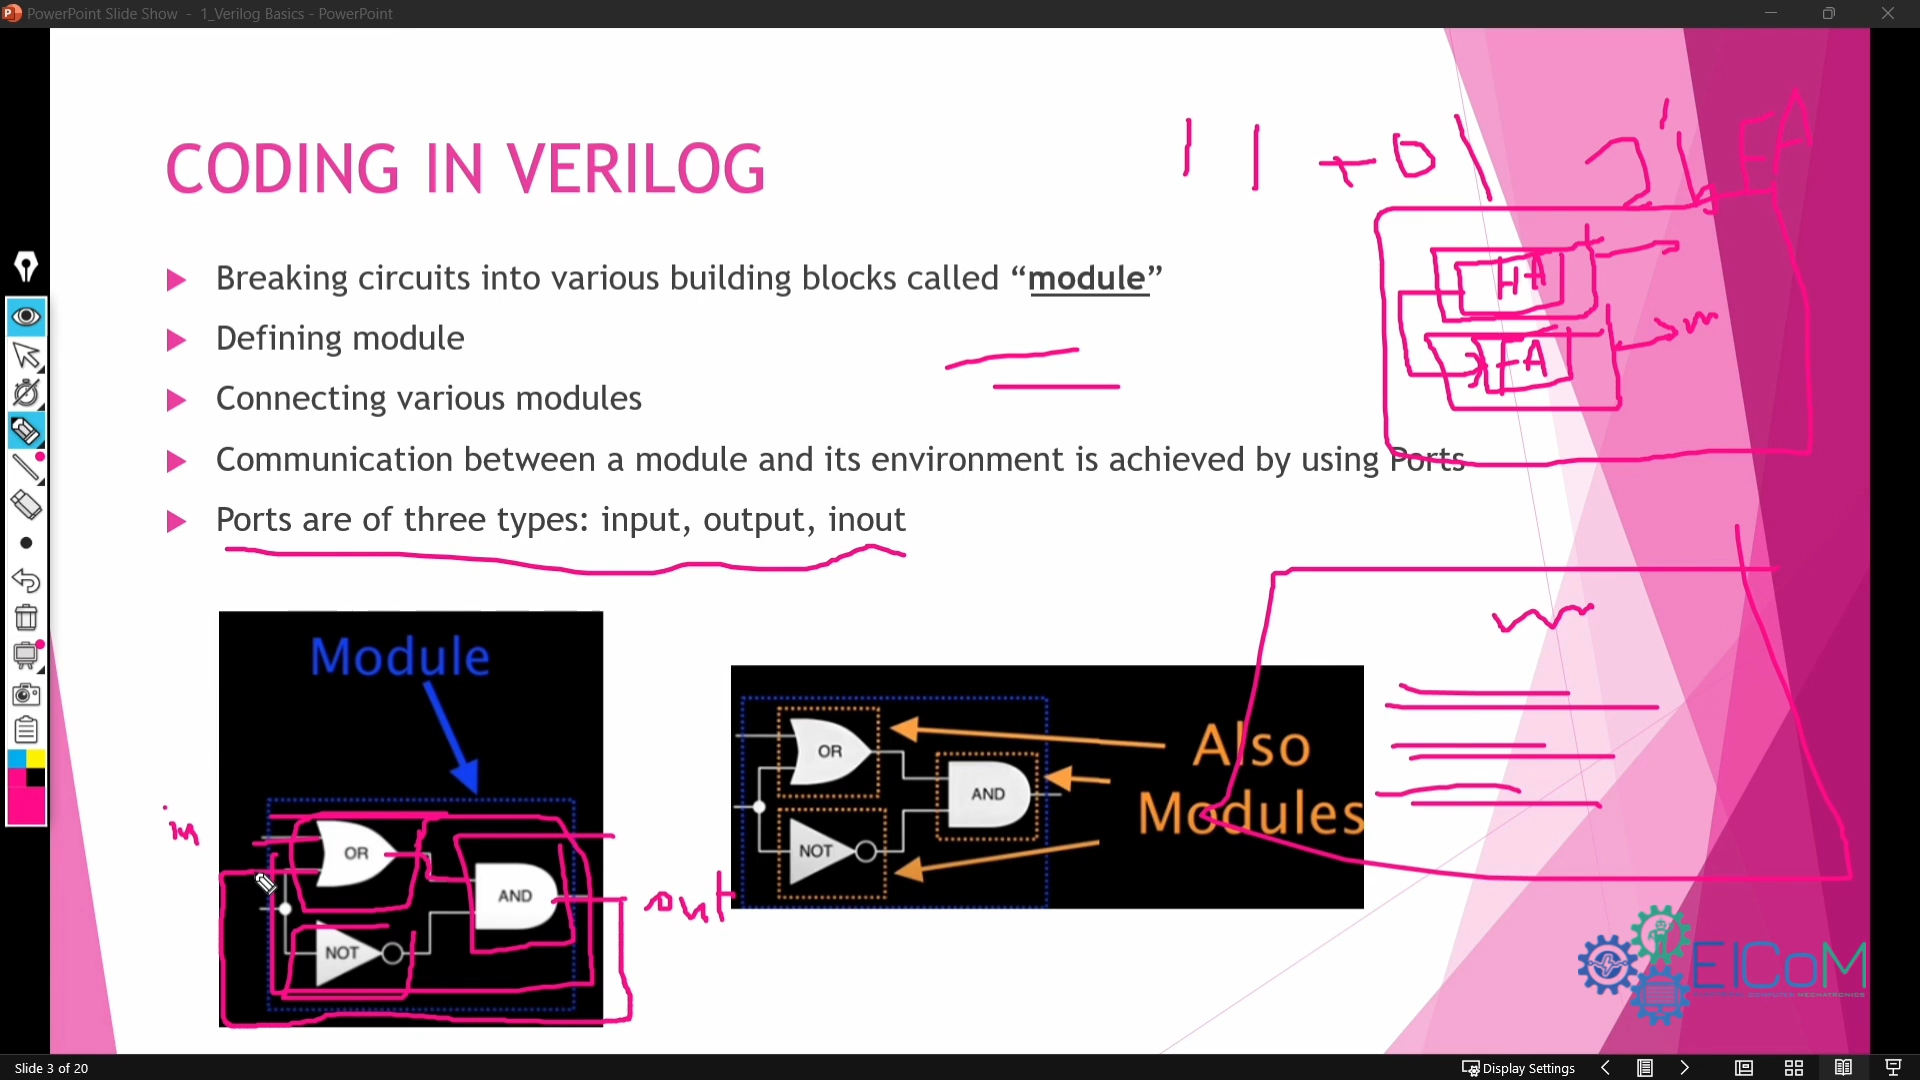 PowerPoint Slide Show - 1_Verilog Basics - PowerPoint
CODING IN VERILOG
11 + 01
FA
HA
FA
Breaking circuits into various building blocks called “module”
Defining module
Connecting various modules
Communication between a module and its environment is achieved by using Ports
Ports are of three types: input, output, inout
Module
OR
AND
NOT
in
out
OR
AND
NOT
Also
Modules
EICoM
Slide 3 of 20
Display Settings